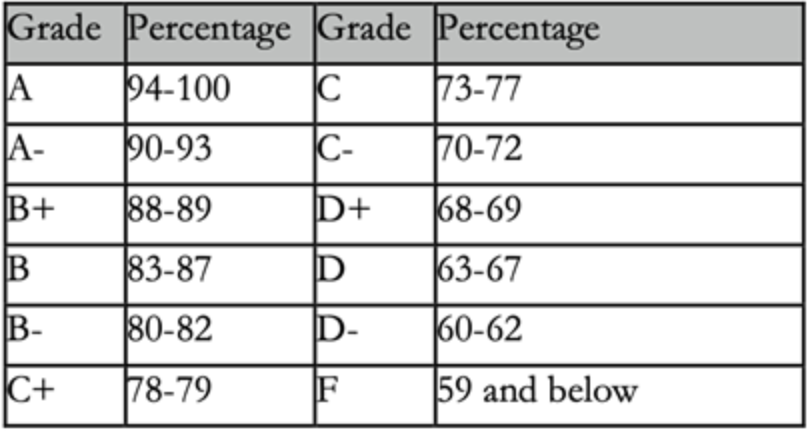 Grade Percentage Grade Percentage
A 94-100 C 73-77
A- 90-93 C- 70-72
B+ 88-89 D+ 68-69
B 83-87 D 63-67
B- 80-82 D- 60-62
C+ 78-79 F 59 and below